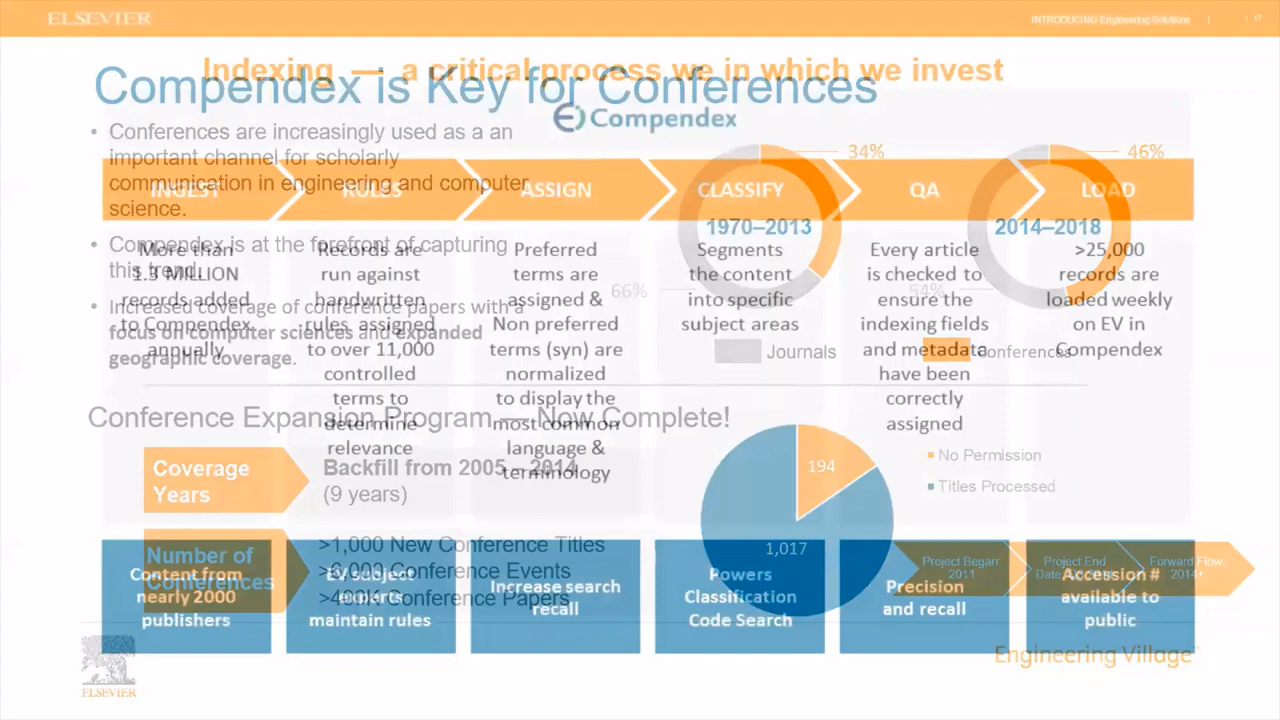 ELSEVIER
INTRODUCING Engineering Solutions | | 17
Indexing — a critical process we in which we invest
Compendex is Key for Conferences
Compendex
• Conferences are increasingly used as a an
important channel for scholarly
communication in engineering and computer
science.
• Compendex is at the forefront of capturing
this trend.
• Increased coverage of conference papers with a
focus on computer sciences and expanded
geographic coverage.
34%
66%
1970–2013
46%
54%
2014–2018
Journals
Conferences
INGEST
RULES
ASSIGN
CLASSIFY
QA
LOAD
More than
1.3 MILLION
records added
to Compendex
annually
Records are
run against
handwritten
rules, assigned
to over 11,000
controlled
terms to
determine
relevance
Preferred
terms are
assigned &
Non preferred
terms (syn) are
normalized
to display the
most common
language &
terminology
Segments
the content
into specific
subject areas
Every article
is checked to
ensure the
indexing fields
and metadata
have been
correctly
assigned
>25,000
records are
loaded weekly
on EV in
Compendex
Conference Expansion Program — Now Complete!
Coverage
Years
Backfill from 2005 – 2014
(9 years)
Number of
Conferences
>1,000 New Conference Titles
Conference Events
Conference Papers
194
1,017
No Permission
Titles Processed
Project Began:
2011
Project End
Forward Flow:
2014+
Content from
nearly 2000
publishers
EV subject
experts
maintain rules
Increase search
recall
Powers
Classification
Code Search
Precision
and recall
Accession #
available to
public
ELSEVIER
Engineering Village